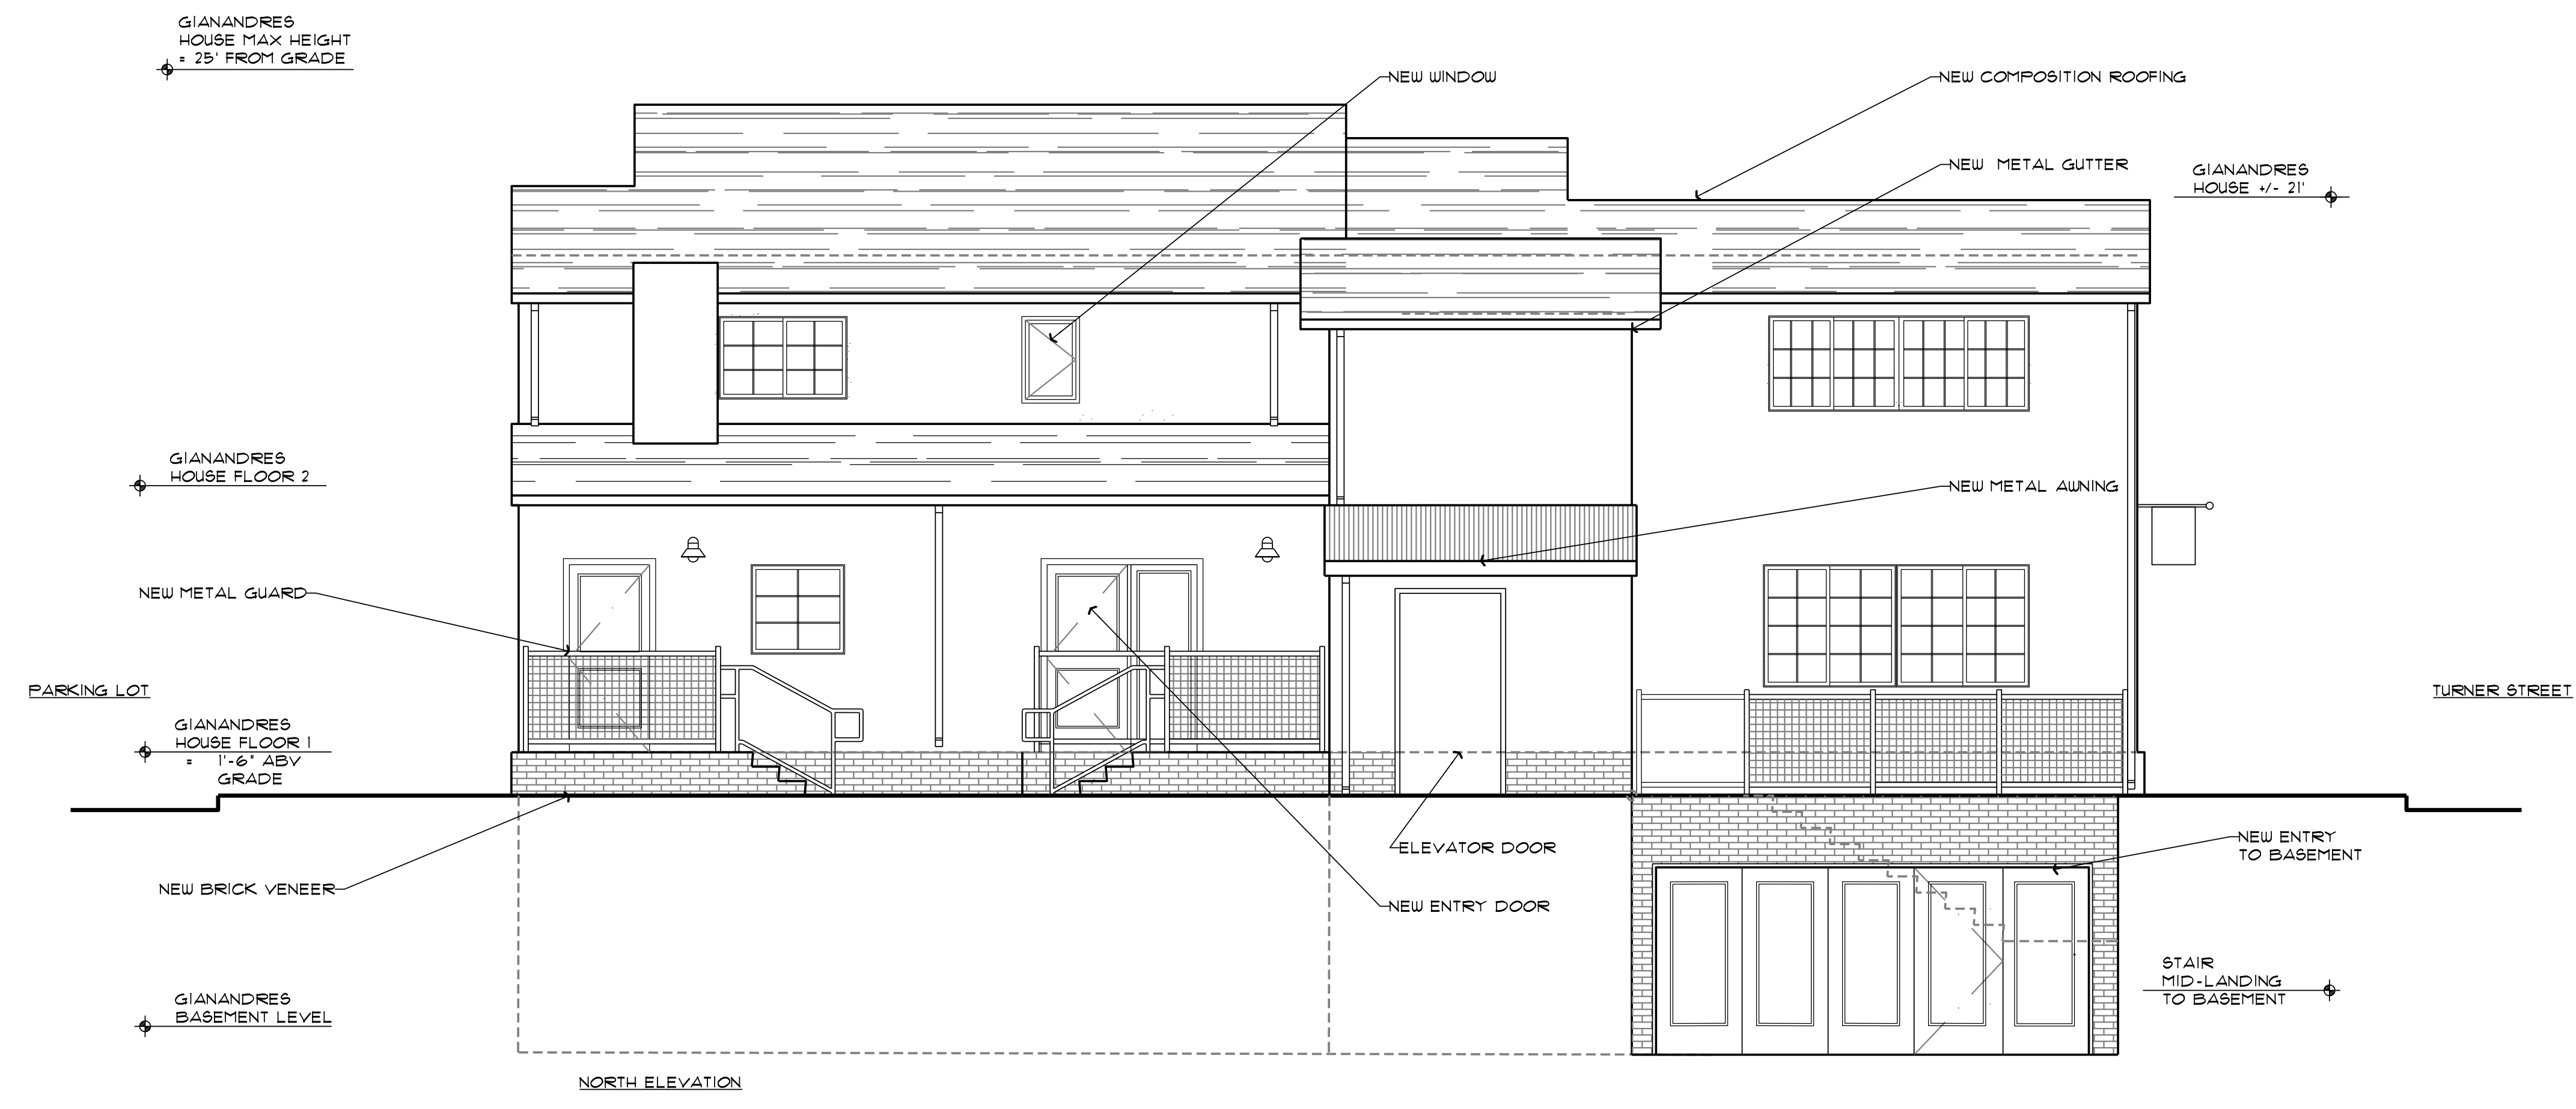 GIANANDRES
HOUSE MAX HEIGHT
= 25' FROM GRADE
NEW WINDOW
NEW COMPOSITION ROOFING
NEW METAL GUTTER
GIANANDRES
HOUSE +/- 21'
GIANANDRES
HOUSE FLOOR 2
NEW METAL AWNING
NEW METAL GUARD
PARKING LOT
TURNER STREET
GIANANDRES
HOUSE FLOOR 1
= 1'-6" ABV
GRADE
ELEVATOR DOOR
NEW ENTRY
TO BASEMENT
NEW BRICK VENEER
NEW ENTRY DOOR
STAIR
MID-LANDING
TO BASEMENT
GIANANDRES
BASEMENT LEVEL
NORTH ELEVATION